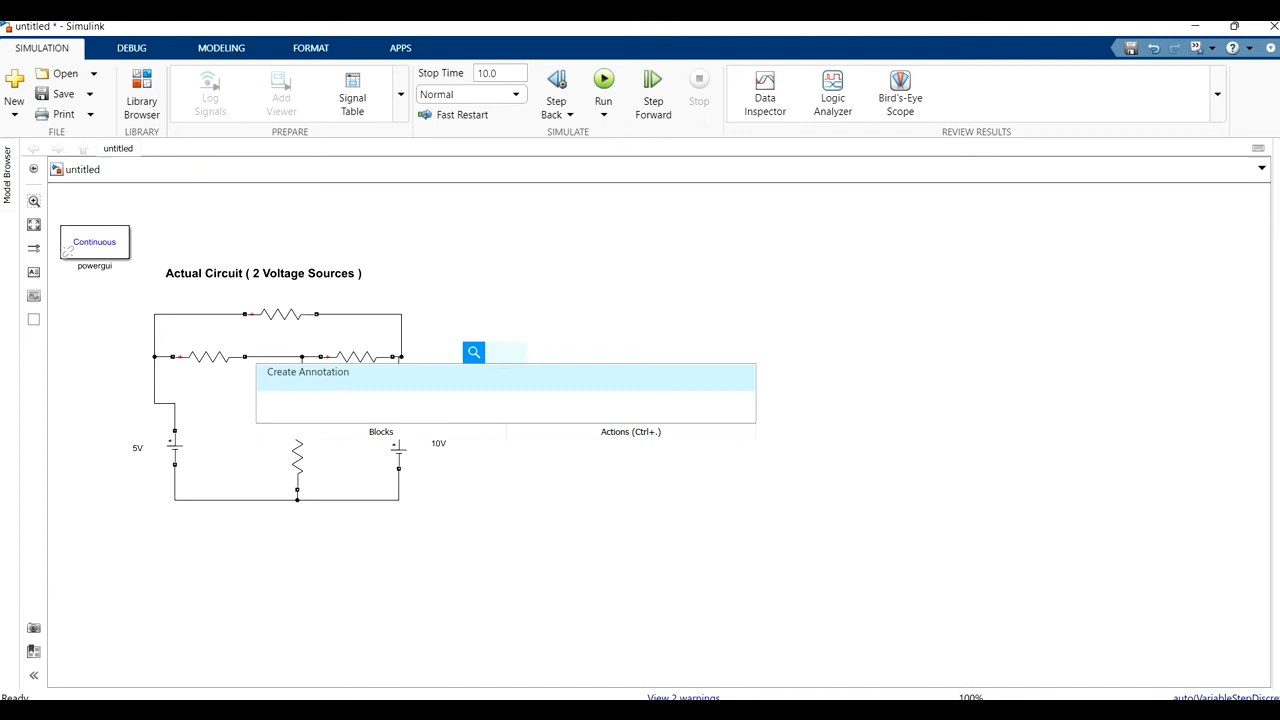 untitled * - Simulink
SIMULATION
DEBUG
MODELING
FORMAT
APPS
New
Open
Save
Print
FILE
Library Browser
LIBRARY
Log Signals
Add Viewer
Signal Table
PREPARE
Stop Time 10.0
Normal
Fast Restart
Step Back
Run
Step Forward
Stop
SIMULATE
Data Inspector
Logic Analyzer
Bird's-Eye Scope
REVIEW RESULTS
Model Browser
untitled
untitled
Continuous
powergui
Actual Circuit ( 2 Voltage Sources )
Create Annotation
Blocks
Actions (Ctrl+.)
5V
10V
Ready
View 2 warnings
100%
auto(VariableStepDiscre